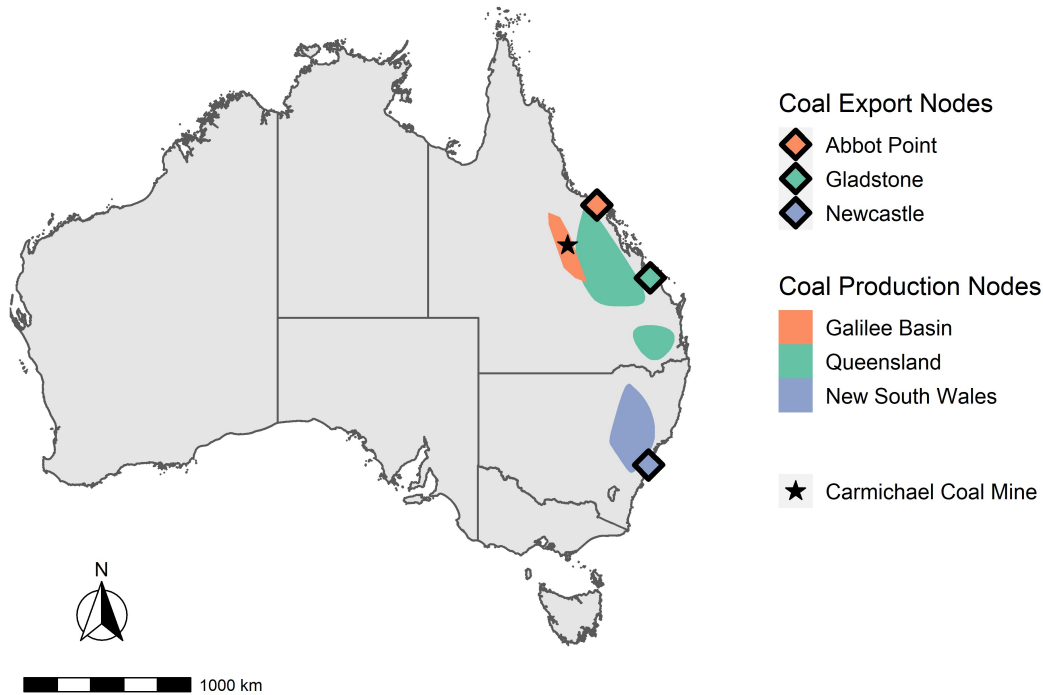 Coal Export Nodes
Abbot Point
Gladstone
Newcastle
Coal Production Nodes
Galilee Basin
Queensland
New South Wales
Carmichael Coal Mine
N
1000 km